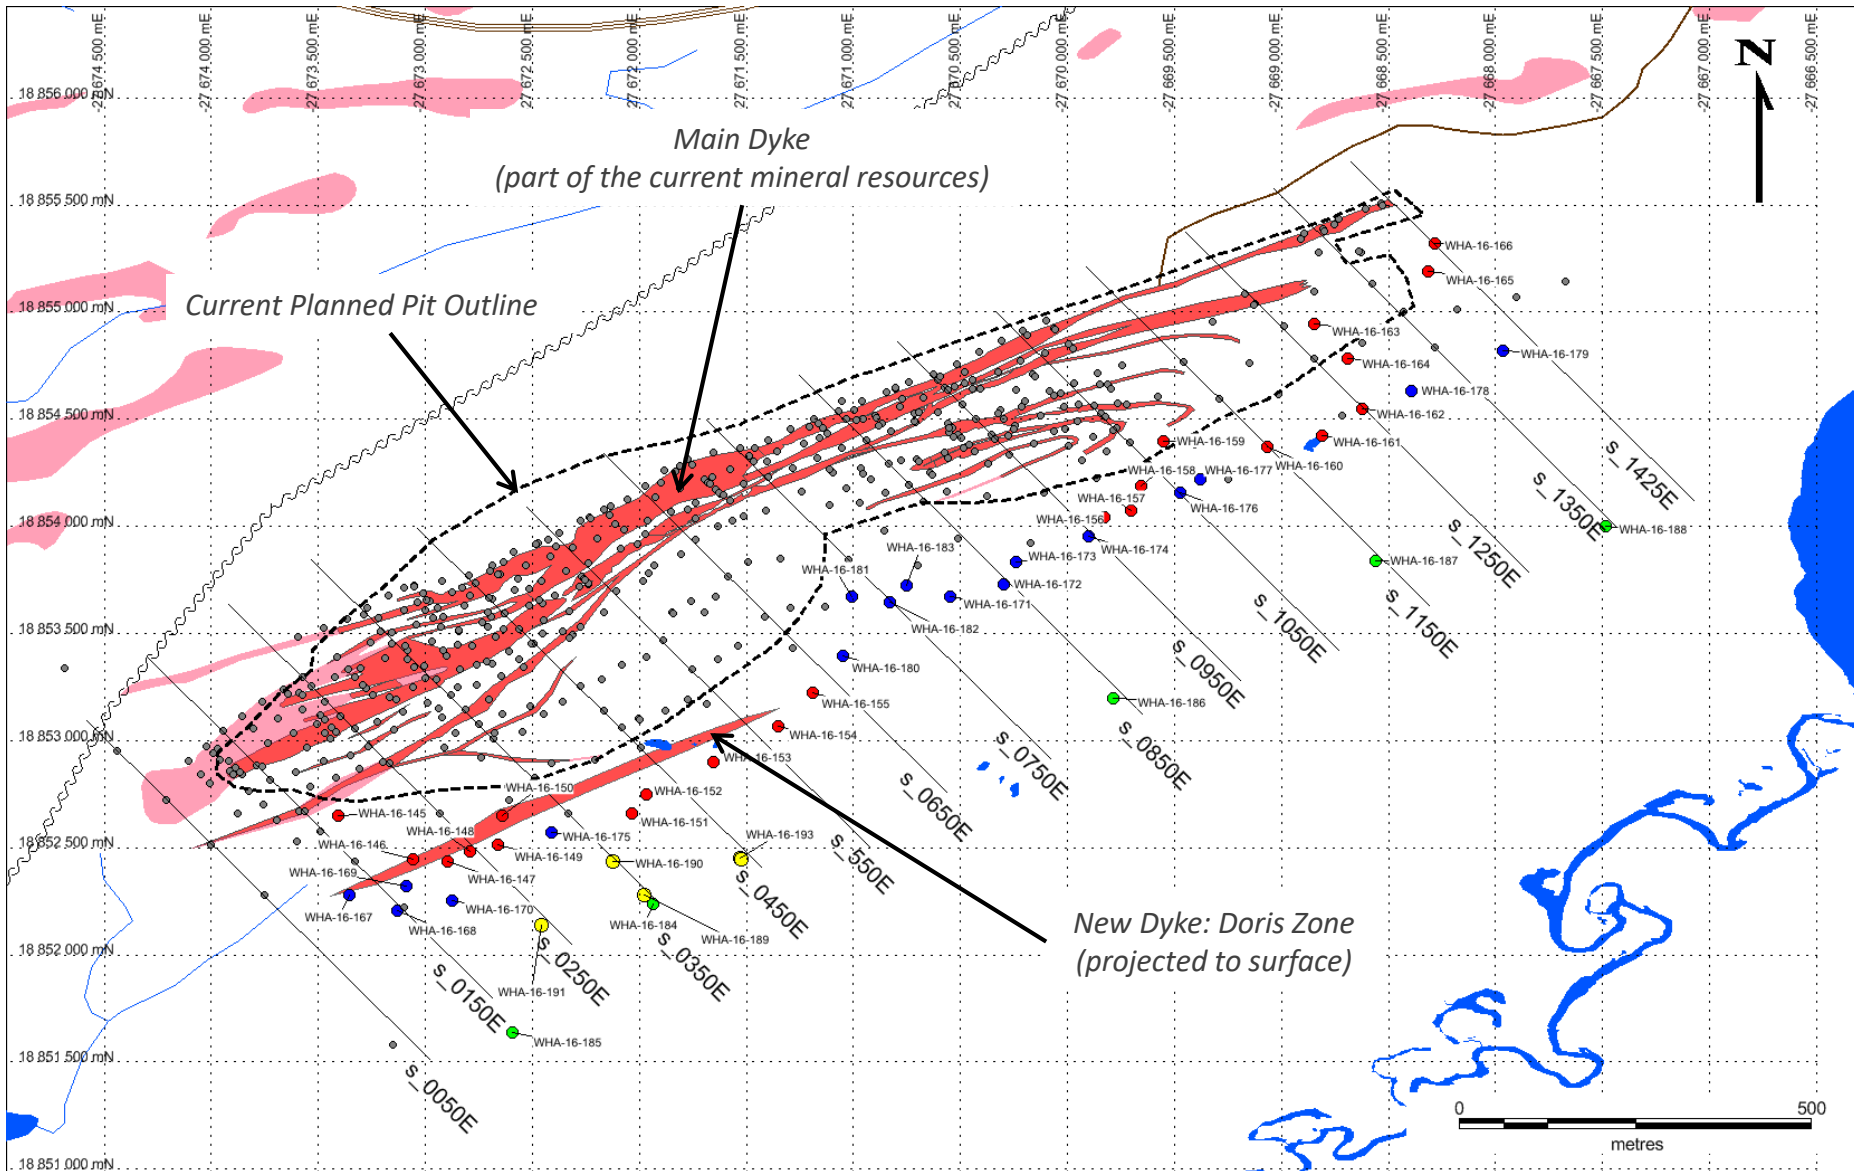 -27 674 500 mE
-27 674 000 mE
-27 673 500 mE
-27 673 000 mE
-27 672 500 mE
-27 672 000 mE
-27 671 500 mE
-27 671 000 mE
-27 670 500 mE
-27 670 000 mE
-27 669 500 mE
-27 669 000 mE
-27 668 500 mE
-27 668 000 mE
-27 667 500 mE
-27 667 000 mE
-27 666 500 mE
N
18 856 000 mN
Main Dyke
(part of the current mineral resources)
18 855 500 mN
WHA-16-166
WHA-16-165
Current Planned Pit Outline
18 855 000 mN
WHA-16-163
WHA-16-179
WHA-16-164
WHA-16-178
18 854 500 mN
WHA-16-162
WHA-16-159
WHA-16-161
s_1425E
WHA-16-160
WHA-16-158
WHA-16-177
WHA-16-157
s_1350E
WHA-16-176
18 854 000 mN
WHA-16-156
WHA-16-188
s_1250E
WHA-16-183
WHA-16-174
WHA-16-173
WHA-16-187
WHA-16-181
WHA-16-172
s_1150E
WHA-16-171
s_1050E
18 853 500 mN
WHA-16-182
WHA-16-180
s_0950E
WHA-16-155
WHA-16-186
18 853 000 mN
WHA-16-154
s_0850E
WHA-16-153
s_0750E
WHA-16-150
WHA-16-152
s_0650E
WHA-16-145
WHA-16-151
WHA-16-148
WHA-16-175
WHA-16-193
18 852 500 mN
WHA-16-146
WHA-16-149
WHA-16-190
s_550E
WHA-16-169
WHA-16-147
s_0450E
WHA-16-167
WHA-16-170
WHA-16-168
WHA-16-184
WHA-16-189
New Dyke: Doris Zone
(projected to surface)
18 852 000 mN
s_0350E
s_0250E
s_0150E
WHA-16-191
WHA-16-185
18 851 500 mN
s_0050E
0 500
metres
18 851 000 mN